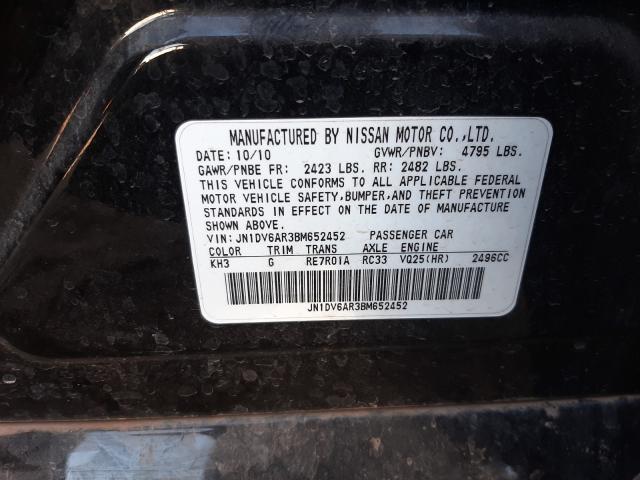 MANUFACTURED BY NISSAN MOTOR CO.,LTD.
DATE: 10/10 GVWR/PNBV: 4795 LBS.
GAWR/PNBE FR: 2423 LBS. RR: 2482 LBS.
THIS VEHICLE CONFORMS TO ALL APPLICABLE FEDERAL
MOTOR VEHICLE SAFETY,BUMPER,AND THEFT PREVENTION
STANDARDS IN EFFECT ON THE DATE OF MANUFACTURE
SHOWN ABOVE.
VIN: JN1DV6AR3BM652452 PASSENGER CAR
COLOR TRIM TRANS AXLE ENGINE
KH3 G RE7R01A RC33 VQ25(HR) 2496CC
JN1DV6AR3BM652452